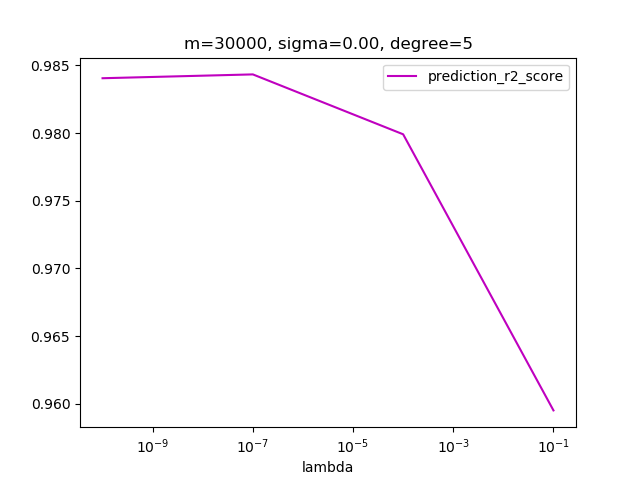 m=30000, sigma=0.00, degree=5
prediction_r2_score
0.985
0.980
0.975
0.970
0.965
0.960
10⁻⁹ 10⁻⁷ 10⁻⁵ 10⁻³ 10⁻¹
lambda